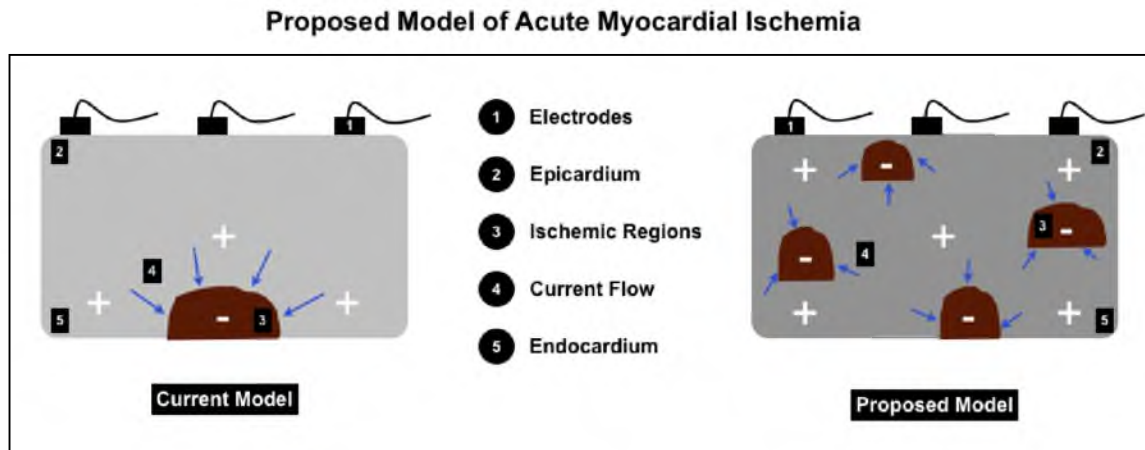 Proposed Model of Acute Myocardial Ischemia
1
2
+
4
+
+
5
-
3
Current Model
1 Electrodes
2 Epicardium
3 Ischemic Regions
4 Current Flow
5 Endocardium
1
2
+
-
+
3
-
-
+
4
+
-
+
5
Proposed Model